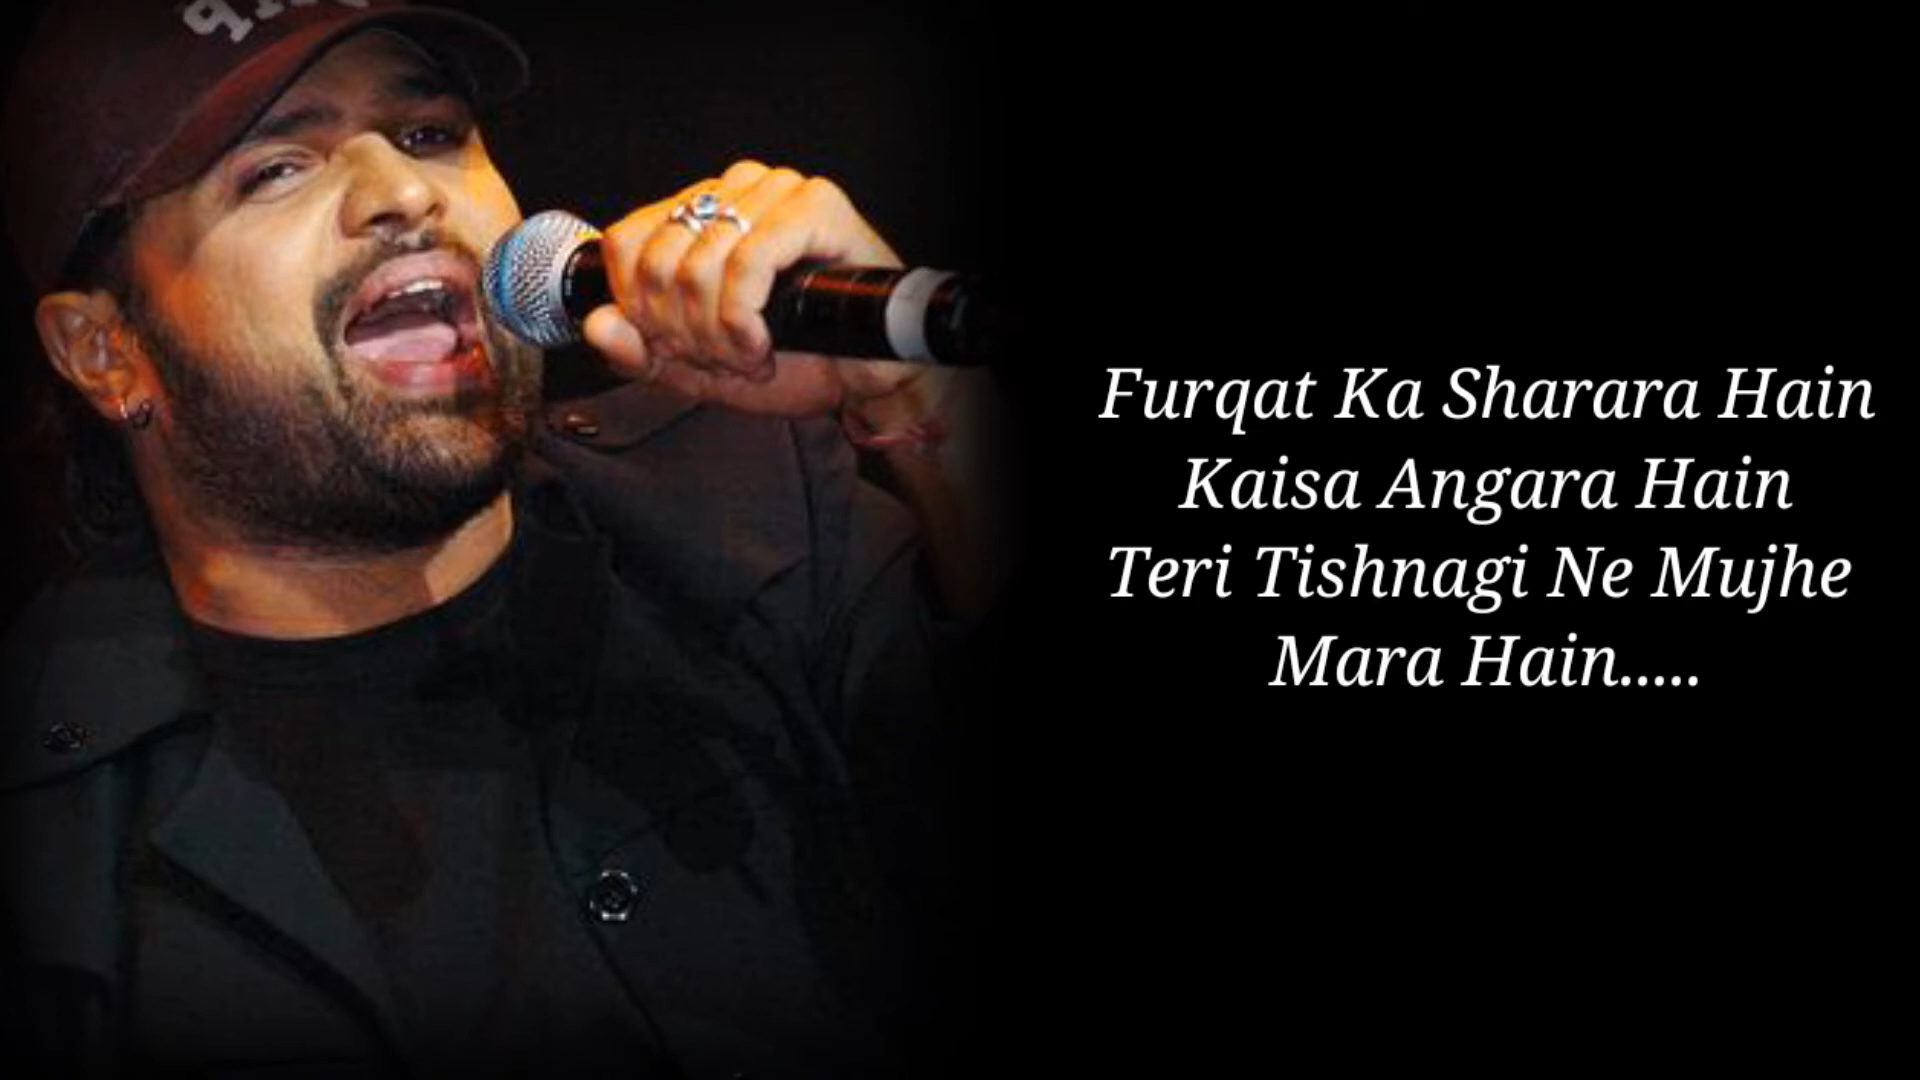 Furqat Ka Sharara Hain
Kaisa Angara Hain
Teri Tishnagi Ne Mujhe
Mara Hain.....